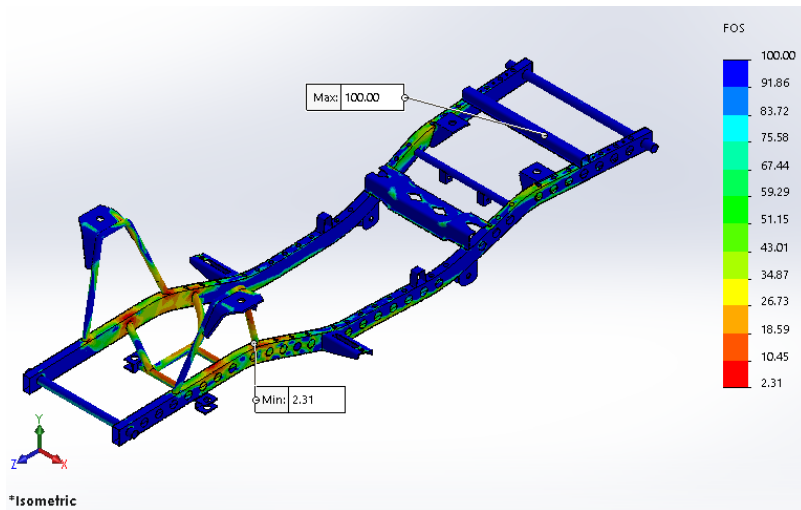 FOS
100.00
91.86
83.72
75.58
67.44
59.29
51.15
43.01
34.87
26.73
18.59
10.45
2.31
Max: 100.00
Min: 2.31
Y
Z
X
*Isometric